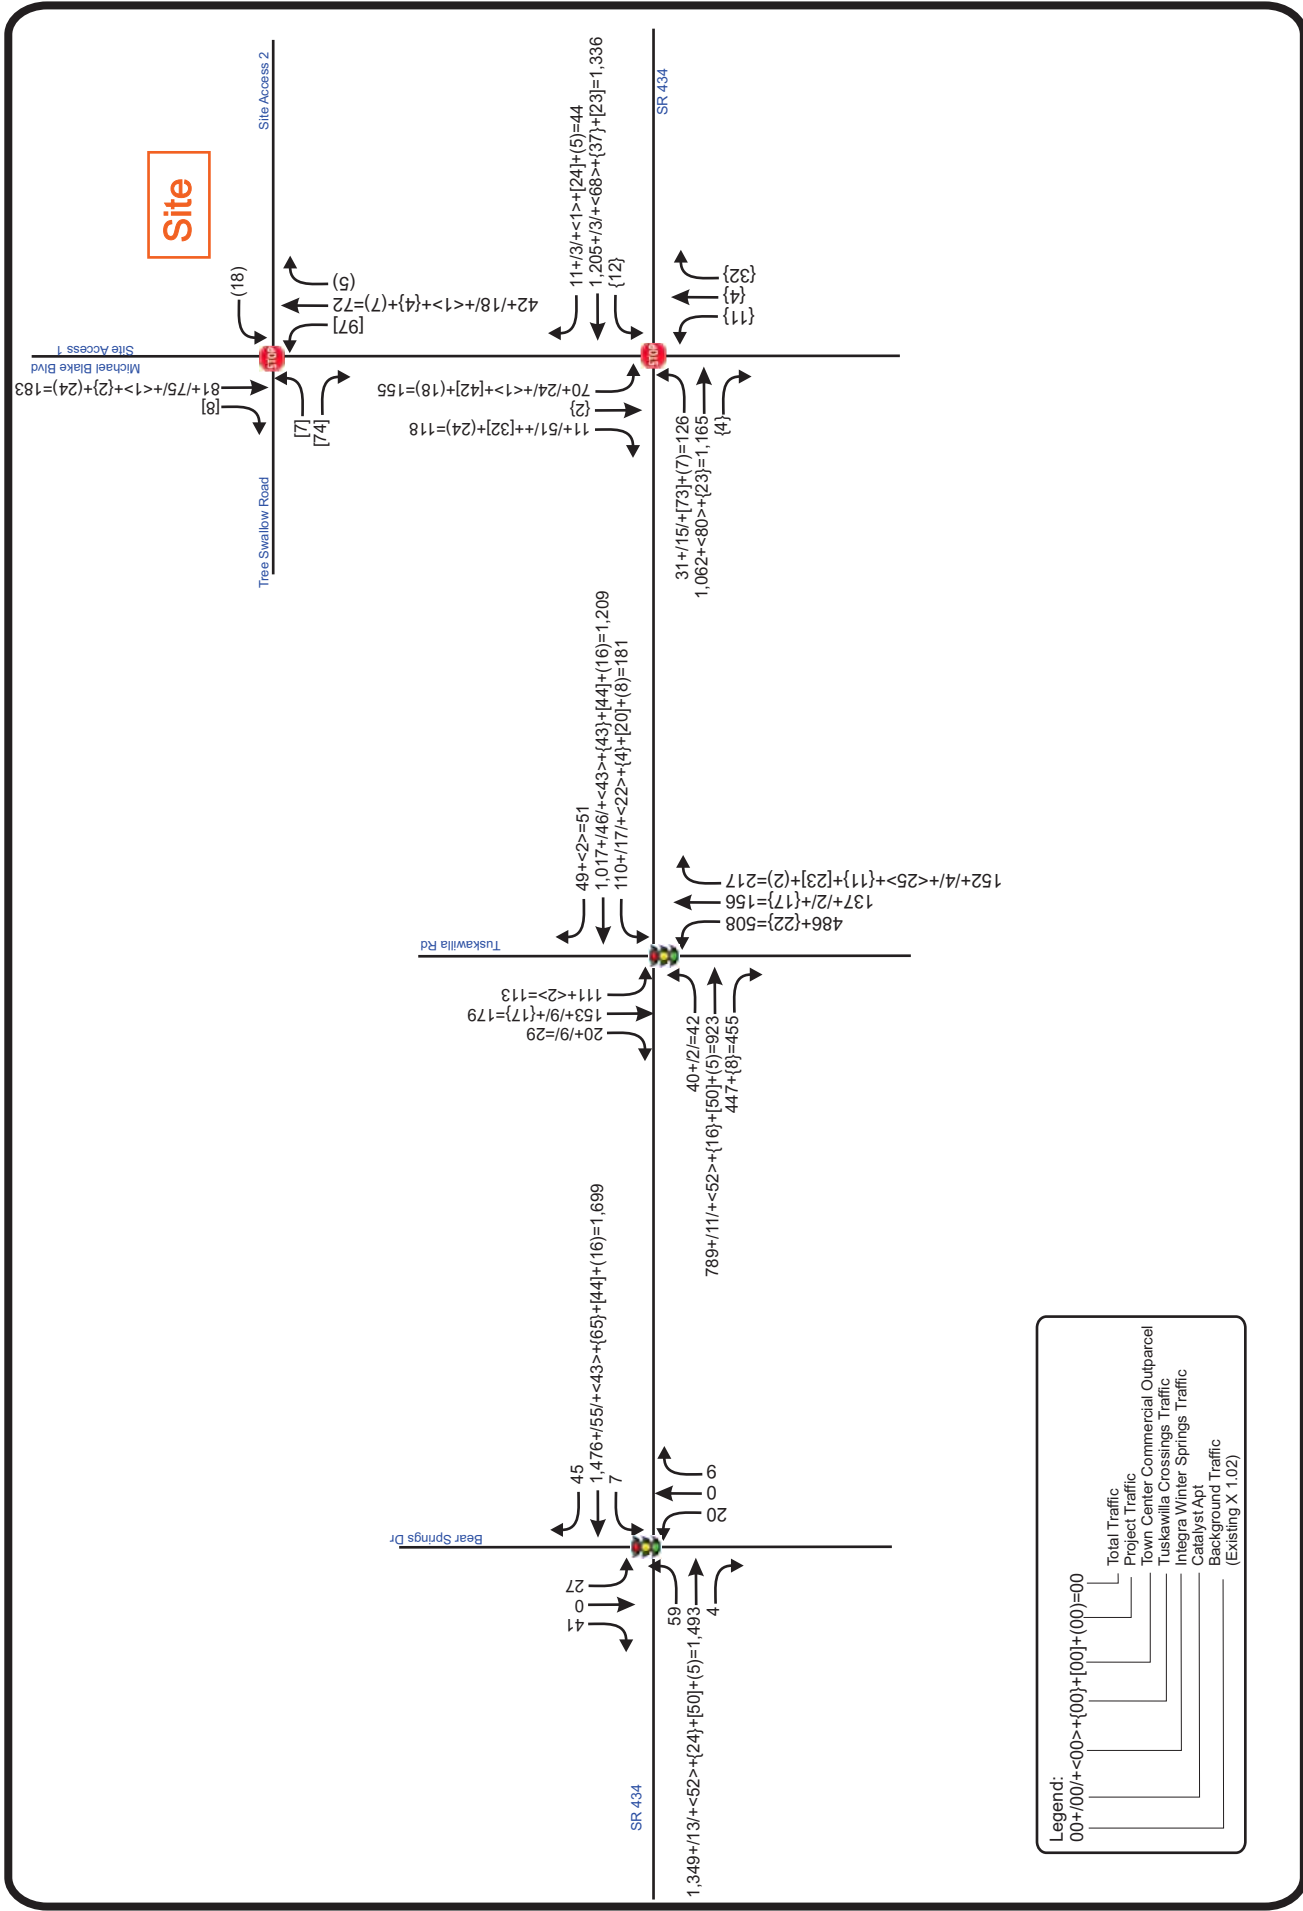 Site
Site Access 2
Tree Swallow Road
Michael Blake Blvd
Site Access 1
(18)
81+/75/+<1>+{2}+(24)=183
[8]
[7]
[74]
(5)
42+/18/+<1>+{4}+(7)=72
[97]
SR 434
11+/3/+<1>+[24]+(5)=44
1,205+/3/+<68>+{37}+[23]=1,336
{12}
70+/24/+<1>+[42]+(18)=155
{2}
11+/51/++[32]+(24)=118
31+/15/+[73]+(7)=126
1,062+<80>+{23}=1,165
{4}
{32}
{4}
{11}
Tuskawilla Rd
49+<2>=51
1,017+/46/+<43>+{43}+[44]+(16)=1,209
110+/17/+<22>+{4}+[20]+(8)=181
111+<2>=113
153+/9/+{17}=179
20+/9/=29
40+/2/=42
789+/11/+<52>+{16}+[50]+(5)=923
447+{8}=455
152+/4/+<25>+{11}+[23]+(2)=217
137+/2/+{17}=156
486+{22}=508
Bear Springs Dr
45
1,476+/55/+<43>+{65}+[44]+(16)=1,699
7
27
0
41
59
1,349+/13/+<52>+{24}+[50]+(5)=1,493
4
9
0
20
SR 434
Legend:
00+/00/+<00>+{00}+[00]+(00)=00
Total Traffic
Project Traffic
Town Center Commercial Outparcel
Tuskawilla Crossings Traffic
Integra Winter Springs Traffic
Catalyst Apt
Background Traffic
(Existing X 1.02)
STOP
STOP